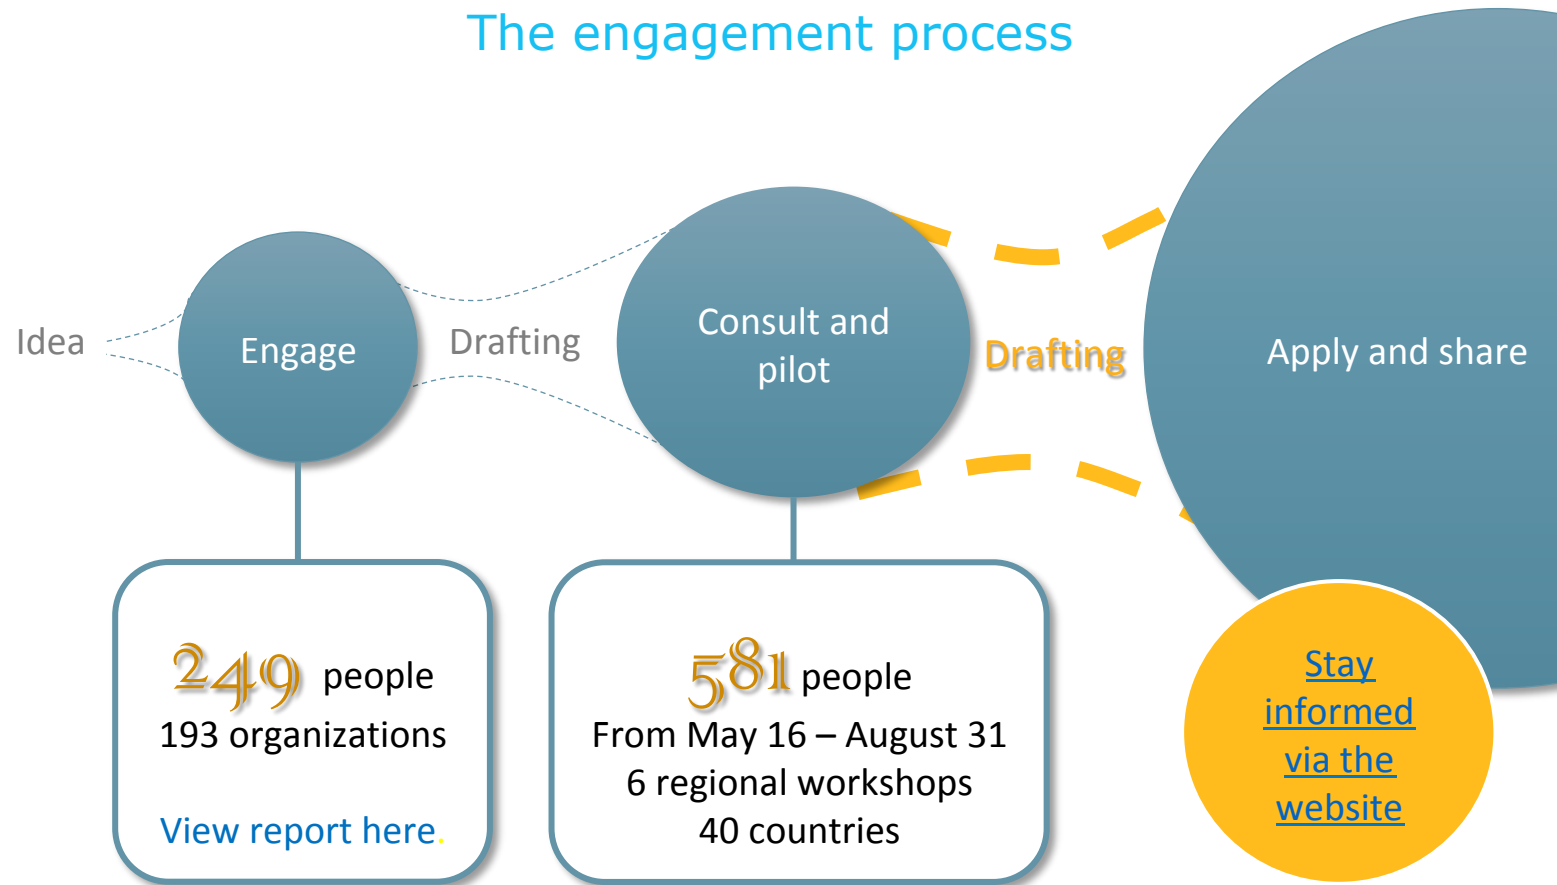 The engagement process
Idea
Engage
Drafting
Consult and
pilot
Drafting
Apply and share
249 people
193 organizations
View report here.
581 people
From May 16 – August 31
6 regional workshops
40 countries
Stay
informed
via the
website